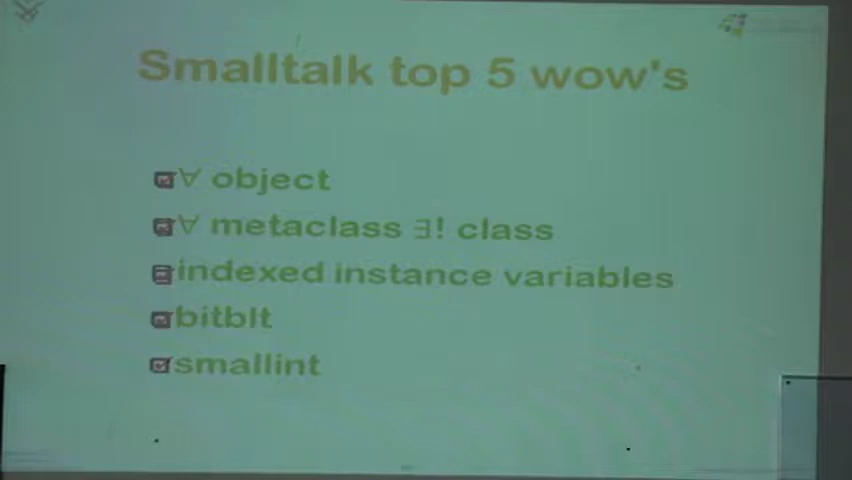 Smalltalk top 5 wow's
∀ object
∀ metaclass ∃! class
indexed instance variables
bitblt
smallint